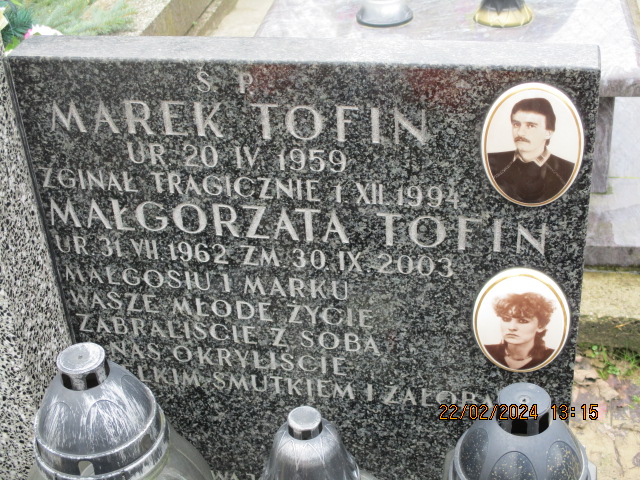 Ś. P.
MAREK TOFIN
UR. 20 IV 1959
ZGINĄŁ TRAGICZNIE 1 XII.1994
MAŁGORZATA TOFIN
UR. 31.VII.1962 ZM. 30.IX.2003
MAŁGOSIU I MARKU
WASZE MŁODE ŻYCIE
ZABRALIŚCIE Z SOBĄ
NAS OKRYLIŚCIE
SMUTKIEM I ŻAŁOBĄ
22/02/2024 13:15